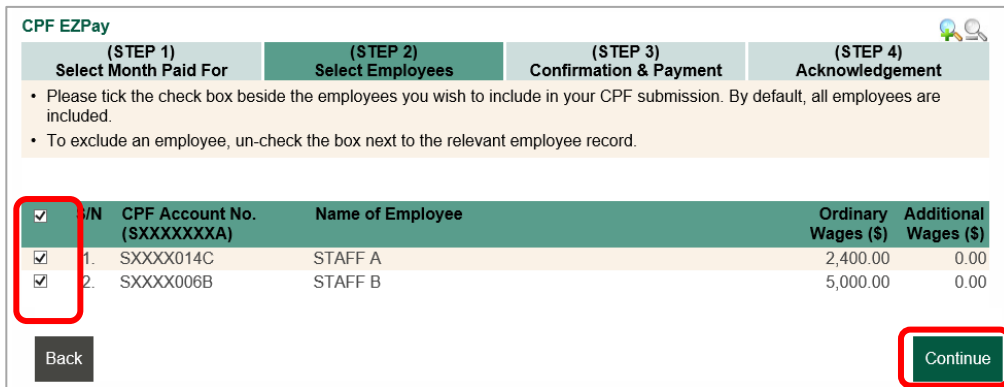 CPF EZPay
(STEP 1)
Select Month Paid For
(STEP 2)
Select Employees
(STEP 3)
Confirmation & Payment
(STEP 4)
Acknowledgement
• Please tick the check box beside the employees you wish to include in your CPF submission. By default, all employees are
included.
• To exclude an employee, un-check the box next to the relevant employee record.
S/N CPF Account No. (SXXXXXXXA) Name of Employee Ordinary Wages ($) Additional Wages ($)
1. SXXXX014C STAFF A 2,400.00 0.00
2. SXXXX006B STAFF B 5,000.00 0.00
Back
Continue